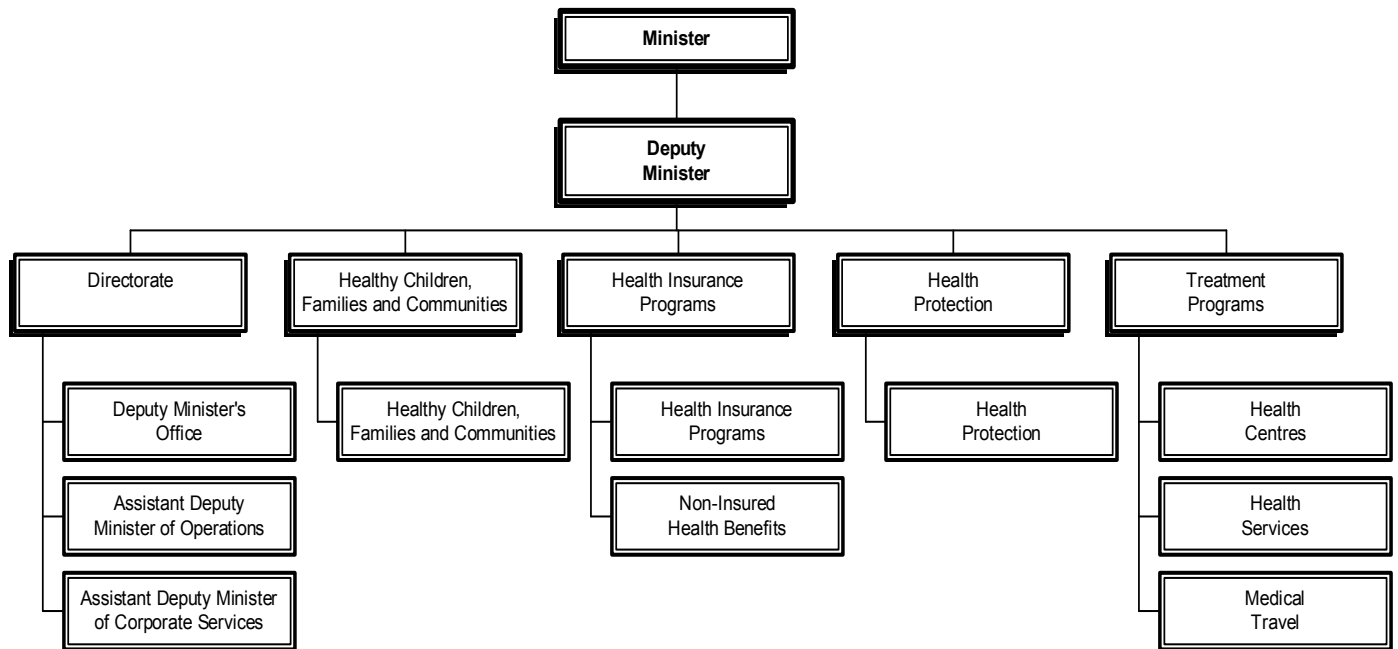 Minister
Deputy
Minister
Directorate
Healthy Children,
Families and Communities
Health Insurance
Programs
Health
Protection
Treatment
Programs
Deputy Minister's
Office
Assistant Deputy
Minister of Operations
Assistant Deputy Minister
of Corporate Services
Healthy Children,
Families and Communities
Health Insurance
Programs
Non-Insured
Health Benefits
Health
Protection
Health
Centres
Health
Services
Medical
Travel